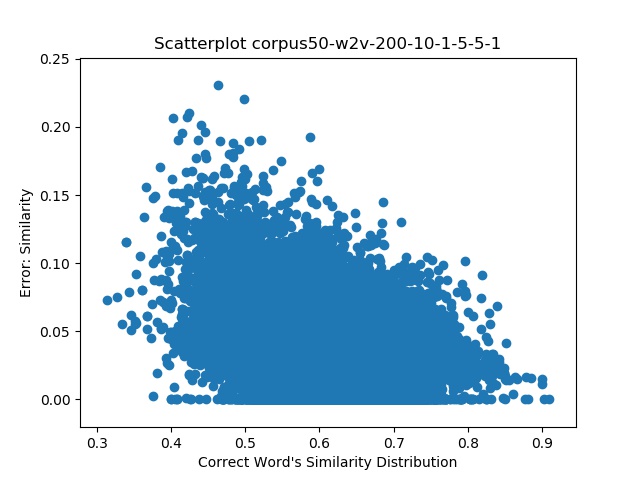 Scatterplot corpus50-w2v-200-10-1-5-5-1
0.25
0.20
0.15
0.10
0.05
0.00
Error: Similarity
0.3 0.4 0.5 0.6 0.7 0.8 0.9
Correct Word's Similarity Distribution